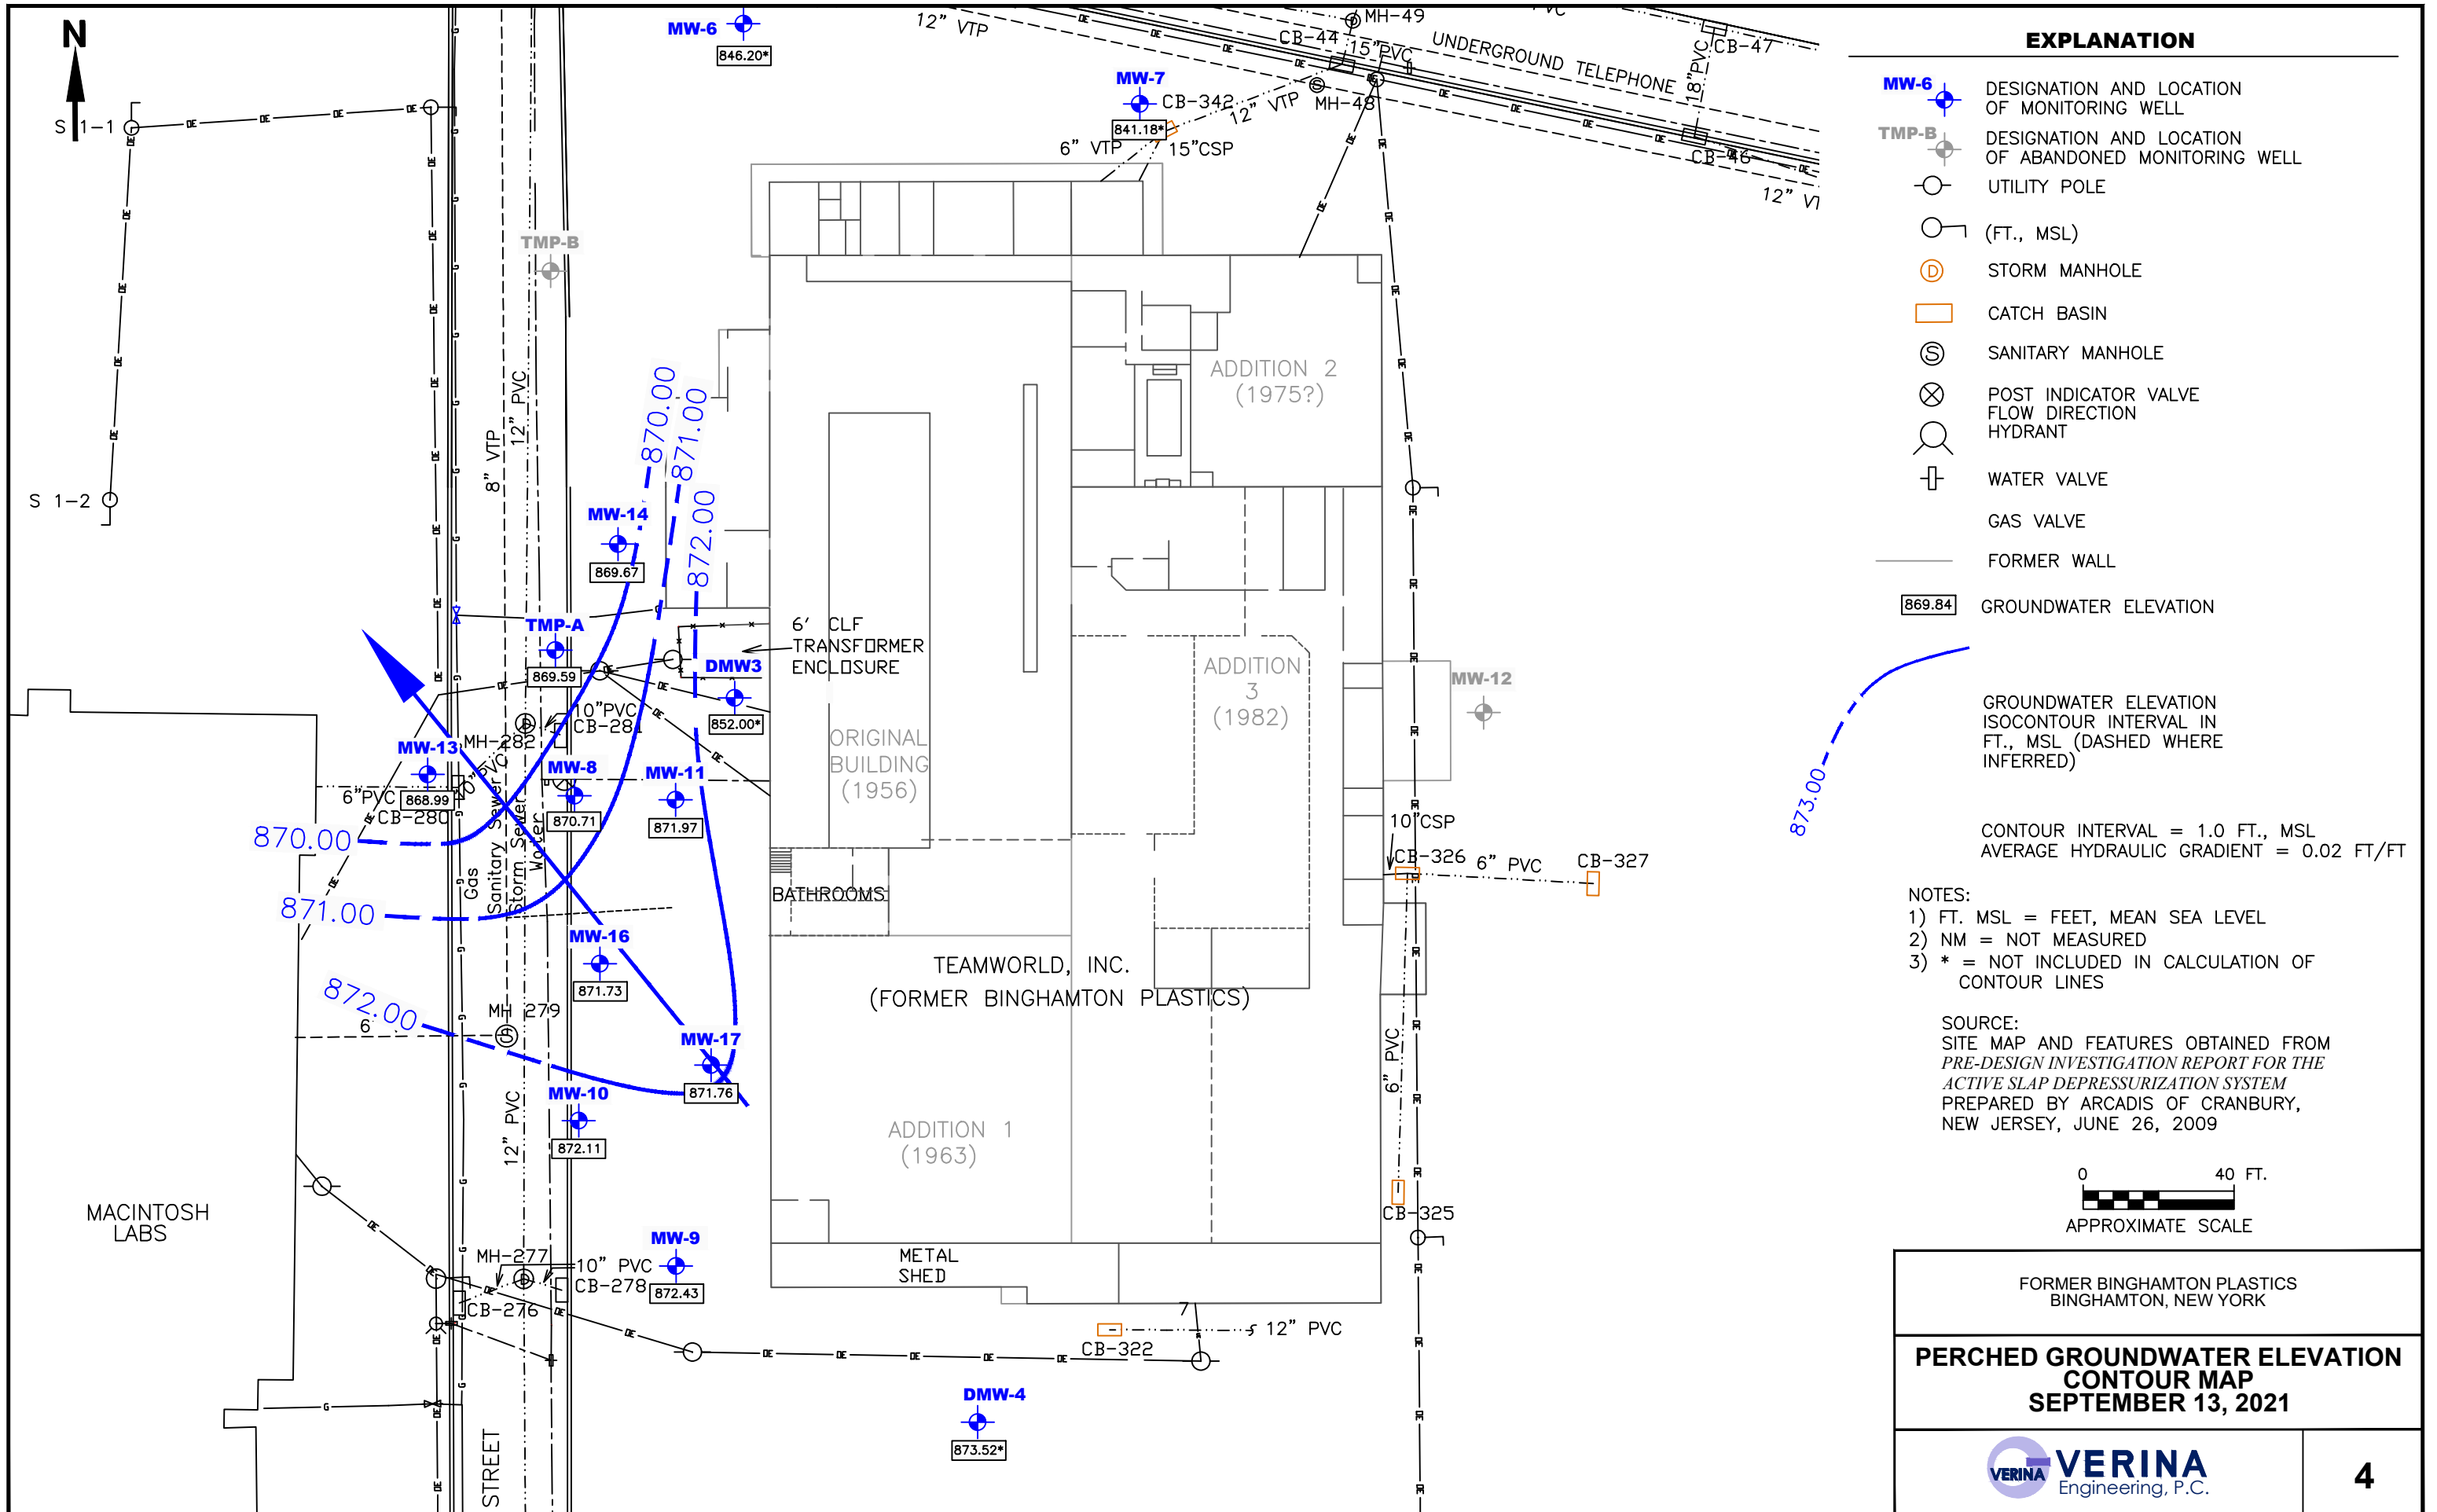 N
MW-6
846.20*
12" VTP
MH-49
PVC
CB-44
15"PVC
UNDERGROUND TELEPHONE
CB-47
18"PVC
MW-7
CB-342
841.18*
12" VTP
MH-48
6" VTP
15"CSP
CB-46
12" VT
S 1-1
TMP-B
S 1-2
8" VTP
12" PVC
870.00
871.00
872.00
ADDITION 2
(1975?)
MW-14
869.67
TMP-A
869.59
6' CLF
TRANSFORMER
ENCLOSURE
DMW3
852.00*
ADDITION
3
(1982)
MW-12
10"PVC
CB-281
MH-282
MW-13
868.99
10" PVC
6"PVC
CB-280
MW-8
870.71
MW-11
871.97
ORIGINAL
BUILDING
(1956)
870.00
871.00
872.00
Gas
Sanitary Sewer
Storm Sewer
Water
BATHROOMS
10"CSP
CB-326
6" PVC
CB-327
MW-16
871.73
TEAMWORLD, INC.
(FORMER BINGHAMTON PLASTICS)
MH 279
6
MW-17
871.76
MW-10
872.11
12" PVC
6" PVC
ADDITION 1
(1963)
CB-325
MACINTOSH
LABS
MW-9
872.43
METAL
SHED
MH-277
10" PVC
CB-278
CB-276
7
12" PVC
CB-322
DMW-4
873.52*
STREET
EXPLANATION
MW-6
DESIGNATION AND LOCATION
OF MONITORING WELL
TMP-B
DESIGNATION AND LOCATION
OF ABANDONED MONITORING WELL
UTILITY POLE
(FT., MSL)
D STORM MANHOLE
CATCH BASIN
S SANITARY MANHOLE
POST INDICATOR VALVE
FLOW DIRECTION
HYDRANT
WATER VALVE
GAS VALVE
FORMER WALL
869.84 GROUNDWATER ELEVATION
873.00
GROUNDWATER ELEVATION
ISOCONTOUR INTERVAL IN
FT., MSL (DASHED WHERE
INFERRED)
CONTOUR INTERVAL = 1.0 FT., MSL
AVERAGE HYDRAULIC GRADIENT = 0.02 FT/FT
NOTES:
1) FT. MSL = FEET, MEAN SEA LEVEL
2) NM = NOT MEASURED
3) * = NOT INCLUDED IN CALCULATION OF
CONTOUR LINES
SOURCE:
SITE MAP AND FEATURES OBTAINED FROM
PRE-DESIGN INVESTIGATION REPORT FOR THE
ACTIVE SLAP DEPRESSURIZATION SYSTEM
PREPARED BY ARCADIS OF CRANBURY,
NEW JERSEY, JUNE 26, 2009
0 40 FT.
APPROXIMATE SCALE
FORMER BINGHAMTON PLASTICS
BINGHAMTON, NEW YORK
PERCHED GROUNDWATER ELEVATION
CONTOUR MAP
SEPTEMBER 13, 2021
VERINA
VERINA
Engineering, P.C.
4